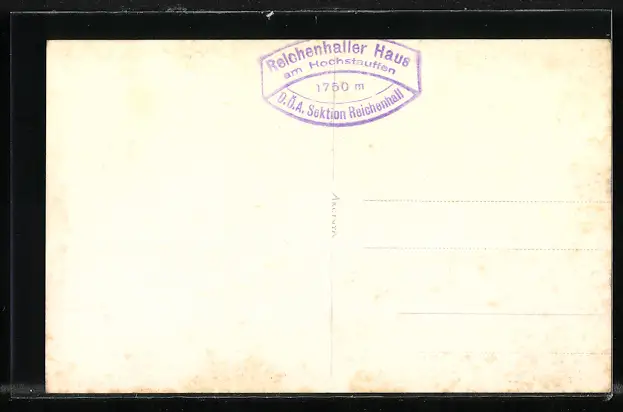 Reichenhaller Haus
am Hochstauffen
1750 m
D.Ö.A. Sektion Reichenhall